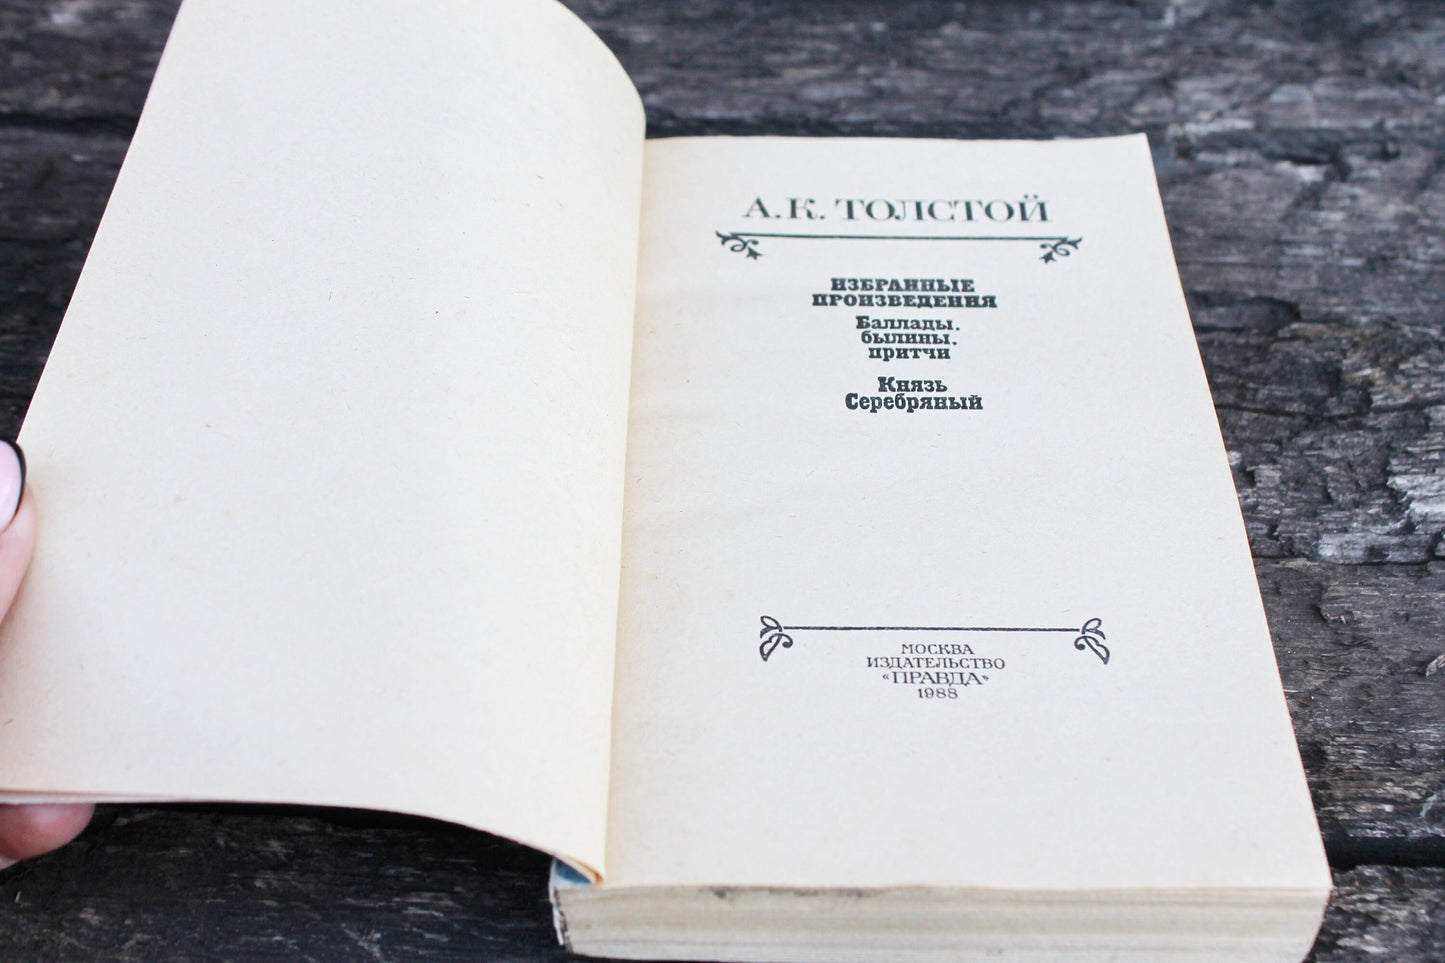 А.К. ТОЛСТОЙ
ИЗБРАННЫЕ
ПРОИЗВЕДЕНИЯ
Баллады,
былины,
притчи
Князь
Серебряный
МОСКВА
ИЗДАТЕЛЬСТВО
«ПРАВДА»
1988